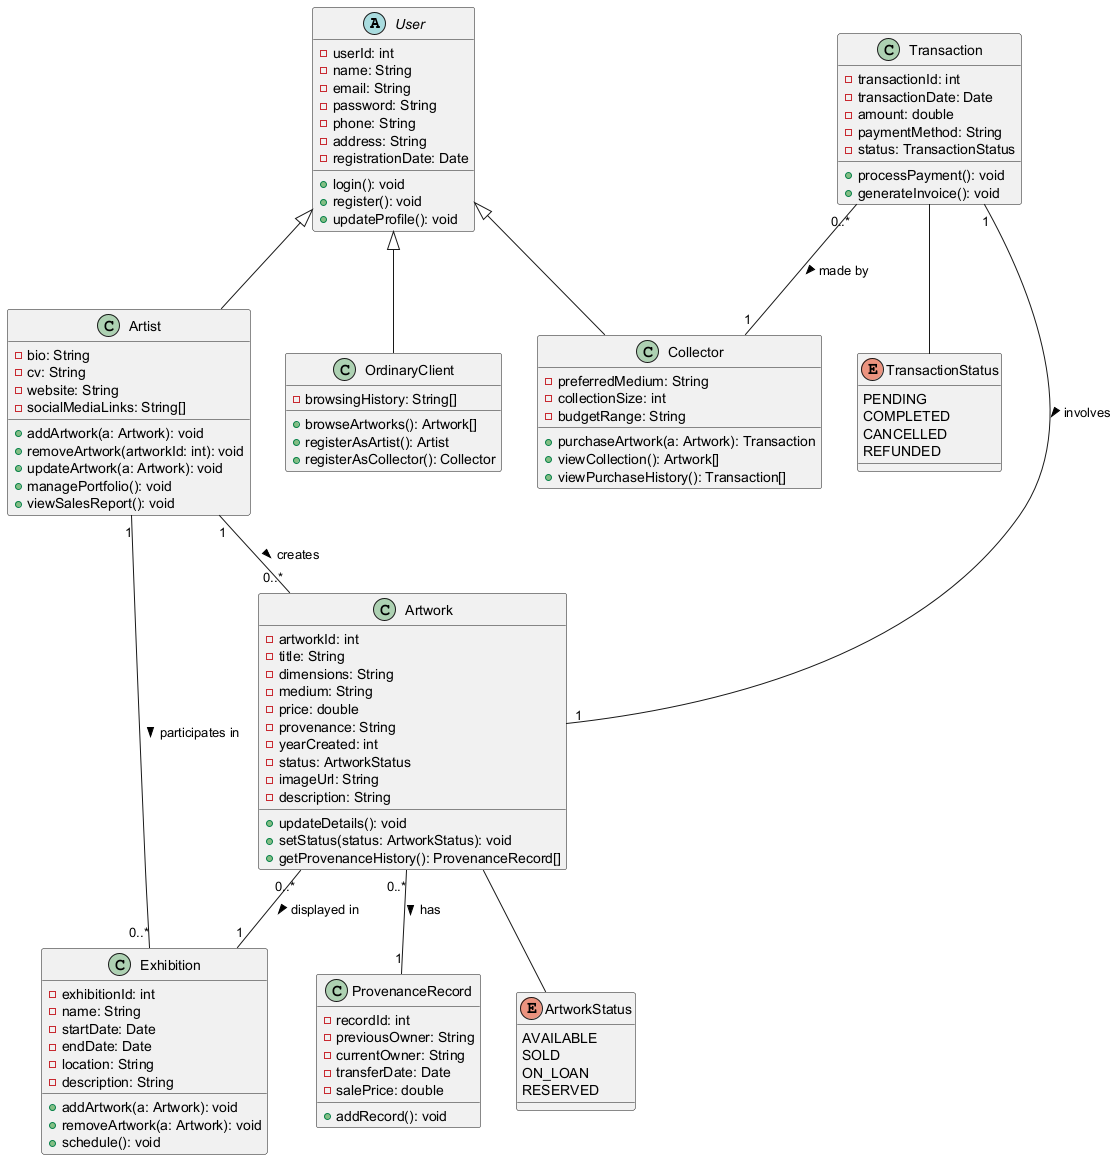 A User
userId: int
name: String
email: String
password: String
phone: String
address: String
registrationDate: Date
login(): void
register(): void
updateProfile(): void
C Transaction
transactionId: int
transactionDate: Date
amount: double
paymentMethod: String
status: TransactionStatus
processPayment(): void
generateInvoice(): void
0..*
1
made by
1
C Artist
bio: String
cv: String
website: String
socialMediaLinks: String[]
addArtwork(a: Artwork): void
removeArtwork(artworkId: int): void
updateArtwork(a: Artwork): void
managePortfolio(): void
viewSalesReport(): void
C OrdinaryClient
browsingHistory: String[]
browseArtworks(): Artwork[]
registerAsArtist(): Artist
registerAsCollector(): Collector
C Collector
preferredMedium: String
collectionSize: int
budgetRange: String
purchaseArtwork(a: Artwork): Transaction
viewCollection(): Artwork[]
viewPurchaseHistory(): Transaction[]
E TransactionStatus
PENDING
COMPLETED
CANCELLED
REFUNDED
involves
1
1
creates
0..*
C Artwork
artworkId: int
title: String
dimensions: String
medium: String
price: double
provenance: String
yearCreated: int
status: ArtworkStatus
imageUrl: String
description: String
updateDetails(): void
setStatus(status: ArtworkStatus): void
getProvenanceHistory(): ProvenanceRecord[]
1
participates in
0..*
0..*
displayed in
has
0..*
1
1
C Exhibition
exhibitionId: int
name: String
startDate: Date
endDate: Date
location: String
description: String
addArtwork(a: Artwork): void
removeArtwork(a: Artwork): void
schedule(): void
C ProvenanceRecord
recordId: int
previousOwner: String
currentOwner: String
transferDate: Date
salePrice: double
addRecord(): void
E ArtworkStatus
AVAILABLE
SOLD
ON_LOAN
RESERVED